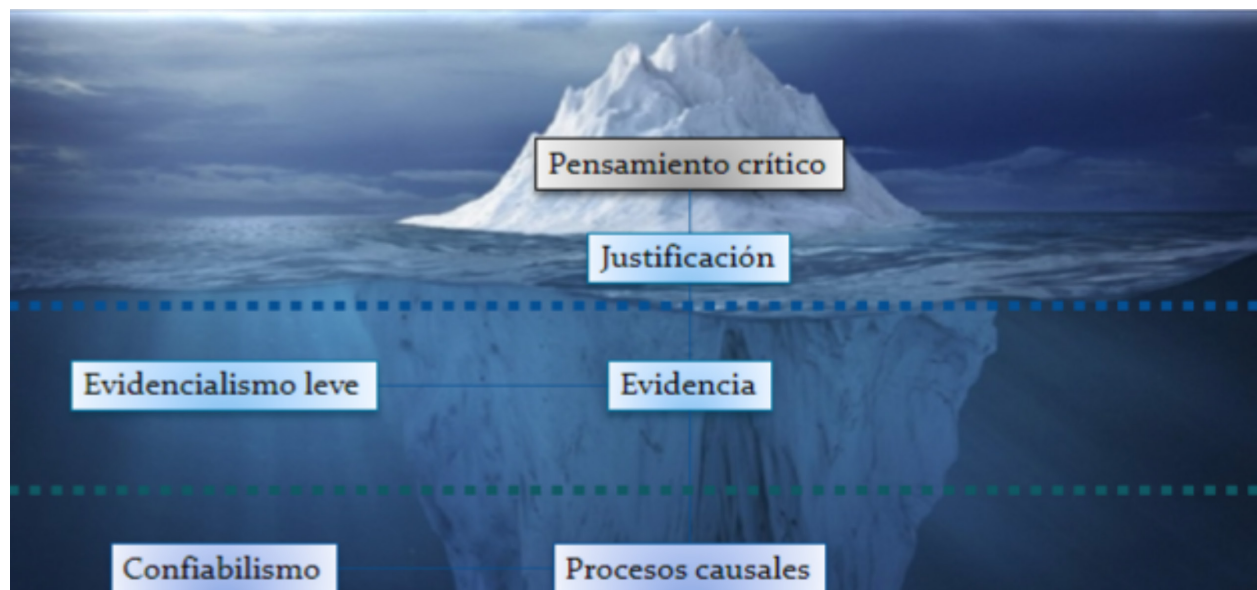 Pensamiento crítico
Justificación
Evidencialismo leve
Evidencia
Confiabilismo
Procesos causales